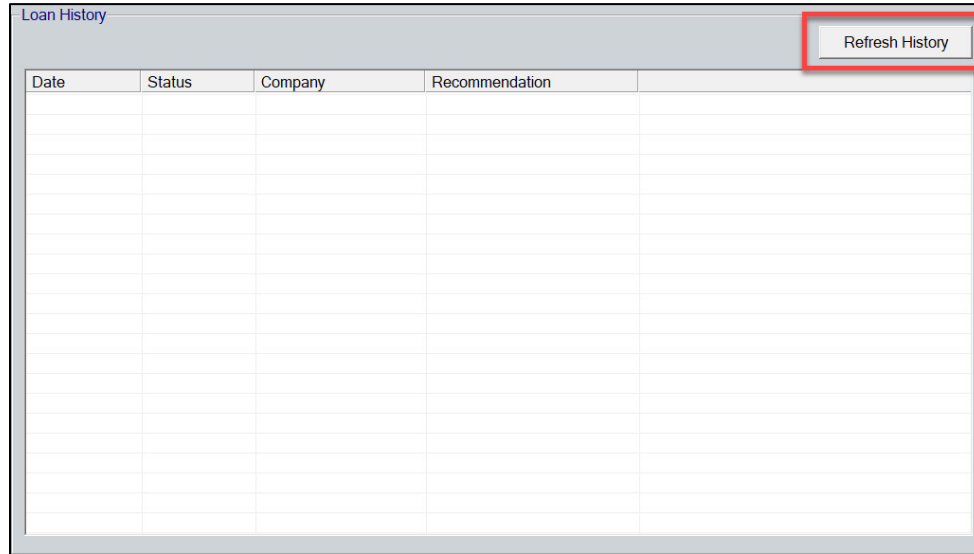 Loan History
Refresh History
Date Status Company Recommendation